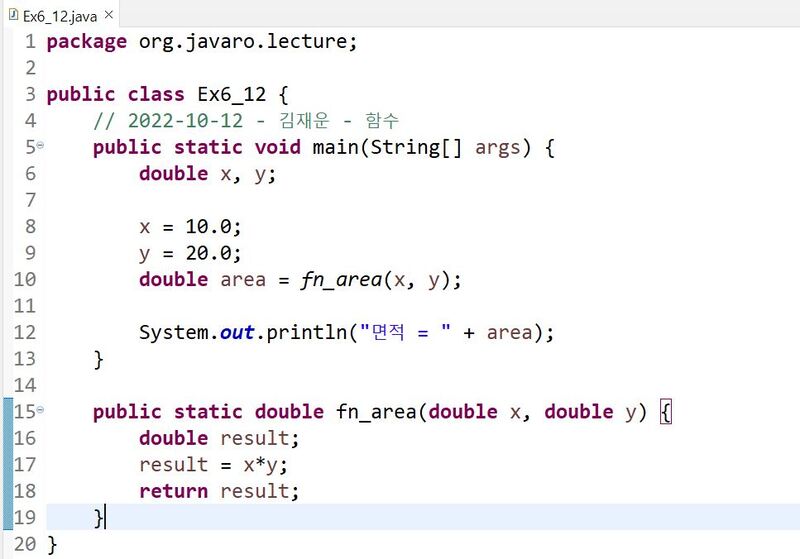 Ex6_12.java
1 package org.javaro.lecture;
2
3 public class Ex6_12 {
4     // 2022-10-12 - 김재운 - 함수
5     public static void main(String[] args) {
6         double x, y;
7
8         x = 10.0;
9         y = 20.0;
10         double area = fn_area(x, y);
11
12         System.out.println("면적 = " + area);
13     }
14
15     public static double fn_area(double x, double y) {
16         double result;
17         result = x*y;
18         return result;
19     }
20 }